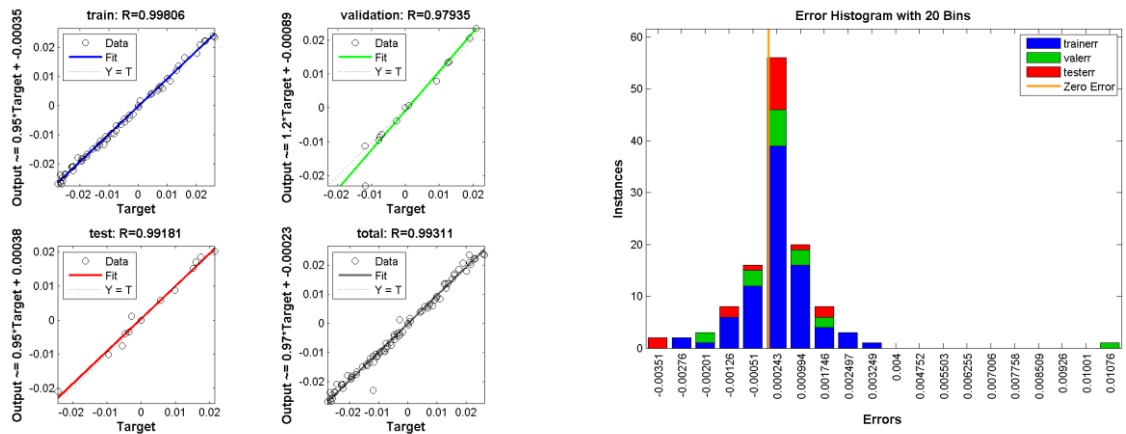 train: R=0.99806
Output ~= 0.95*Target + -0.00035
0.02
0.01
0
-0.01
-0.02
Data
Fit
Y = T
-0.02 -0.01 0 0.01 0.02
Target
validation: R=0.97935
Output ~= 1.2*Target + -0.00089
0.02
0.01
0
-0.01
-0.02
Data
Fit
Y = T
-0.02 -0.01 0 0.01 0.02
Target
test: R=0.99181
Output ~= 0.95*Target + 0.00038
0.02
0.01
0
-0.01
-0.02
Data
Fit
Y = T
-0.02 -0.01 0 0.01 0.02
Target
total: R=0.99311
Output ~= 0.97*Target + -0.00023
0.02
0.01
0
-0.01
-0.02
Data
Fit
Y = T
-0.02 -0.01 0 0.01 0.02
Target
Error Histogram with 20 Bins
Instances
60
50
40
30
20
10
0
trainerr
valerr
testerr
Zero Error
-0.00351
-0.00276
-0.00201
-0.00126
-0.00051
0.000243
0.000994
0.001746
0.002497
0.003249
0.004
0.004752
0.005503
0.006255
0.007006
0.007758
0.008509
0.00926
0.01001
0.01076
Errors